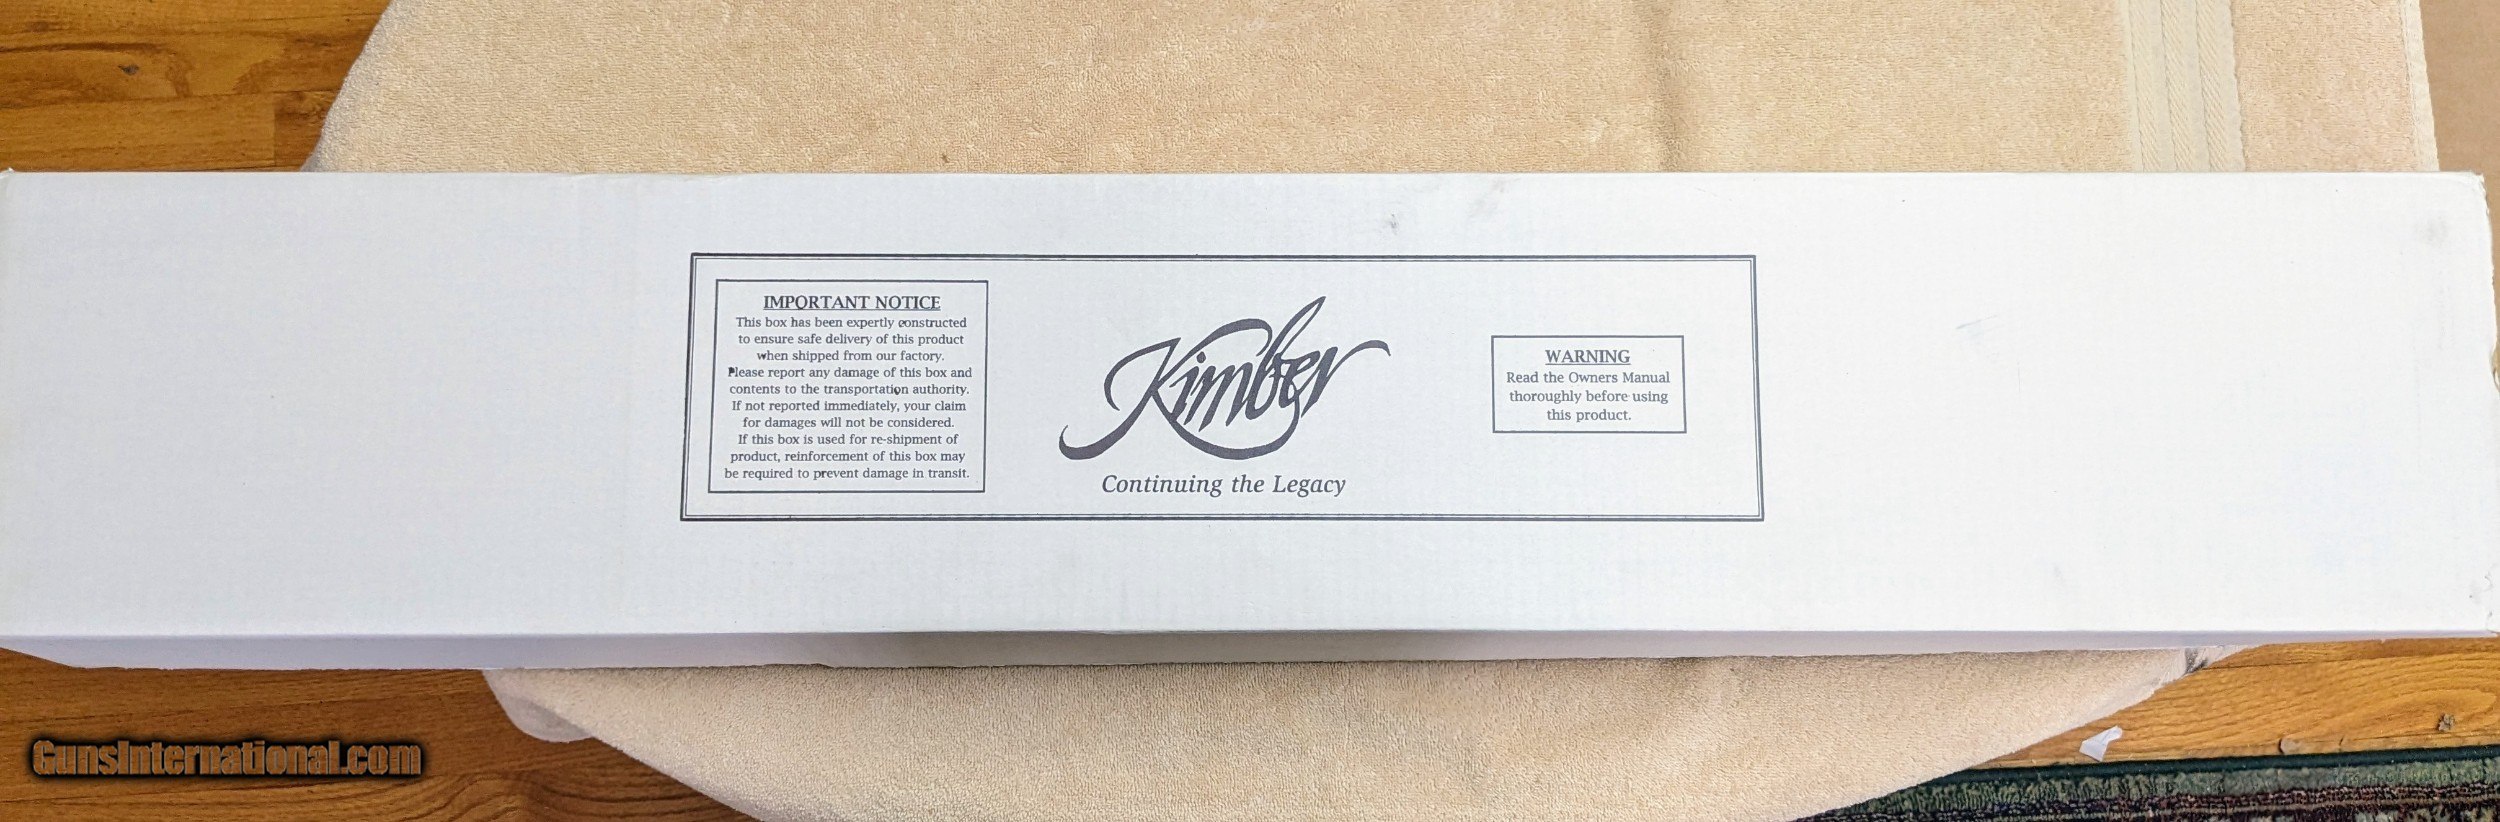 IMPORTANT NOTICE
This box has been expertly constructed
to ensure safe delivery of this product
when shipped from our factory.
Please report any damage of this box and
contents to the transportation authority.
If not reported immediately, your claim
for damages will not be considered.
If this box is used for re-shipment of
product, reinforcement of this box may
be required to prevent damage in transit.
Kimber
Continuing the Legacy
WARNING
Read the Owners Manual
thoroughly before using
this product.
GunsInternational.com